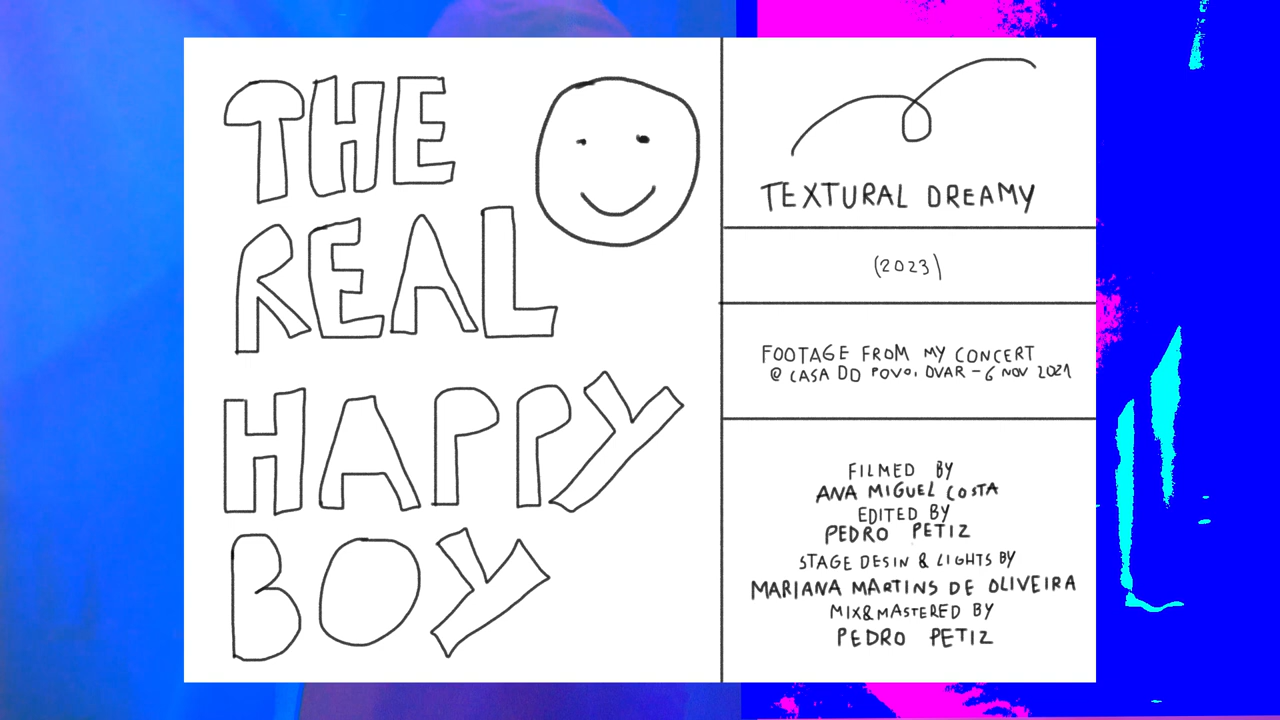 THE
REAL
HAPPY
BOY
TEXTURAL DREAMY
(2023)
FOOTAGE FROM MY CONCERT
@ CASA DO POVO, OVAR - 6 NOV 2021
FILMED BY
ANA MIGUEL COSTA
EDITED BY
PEDRO PETIZ
STAGE DESIN & LIGHTS BY
MARIANA MARTINS DE OLIVEIRA
MIX&MASTERED BY
PEDRO PETIZ